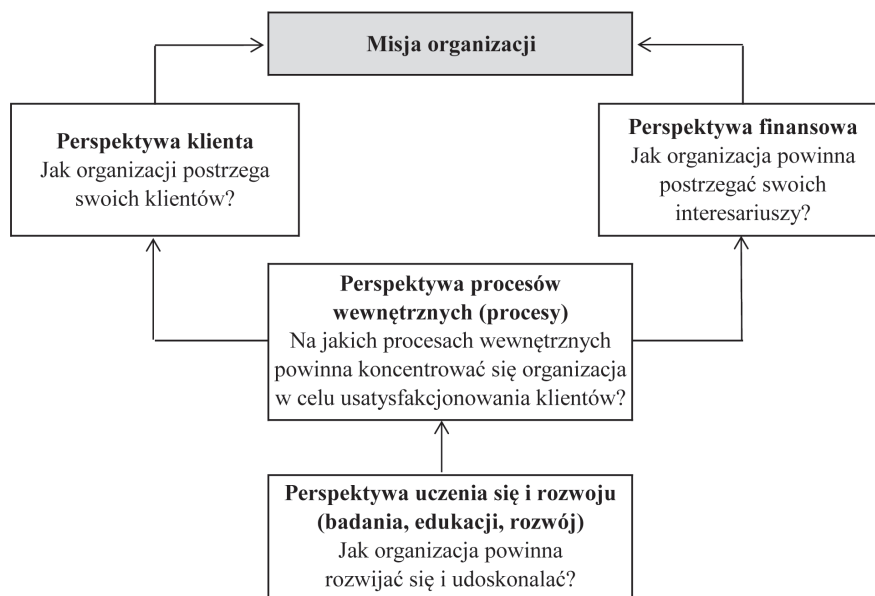 Misja organizacji
Perspektywa klienta
Jak organizacji postrzega
swoich klientów?
Perspektywa finansowa
Jak organizacja powinna
postrzegać swoich
interesariuszy?
Perspektywa procesów
wewnętrznych (procesy)
Na jakich procesach wewnętrznych
powinna koncentrować się organizacja
w celu usatysfakcjonowania klientów?
Perspektywa uczenia się i rozwoju
(badania, edukacji, rozwój)
Jak organizacja powinna
rozwijać się i udoskonalać?